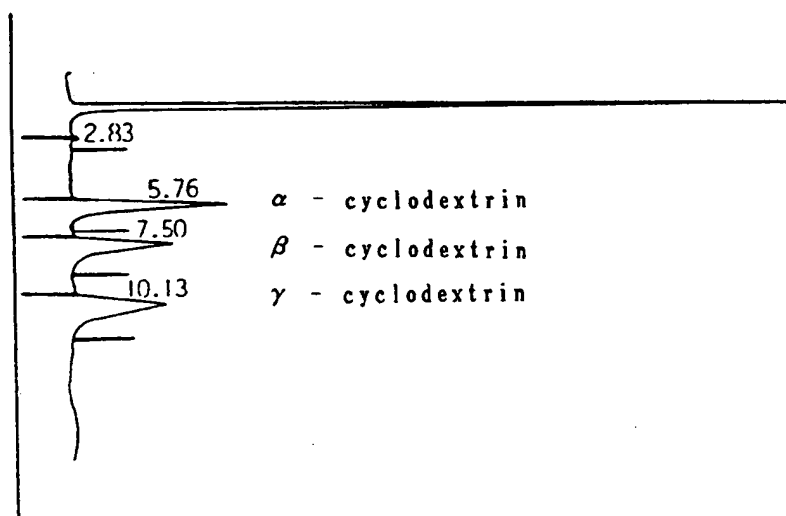 2.83
5.76 α - cyclodextrin
7.50 β - cyclodextrin
10.13 γ - cyclodextrin